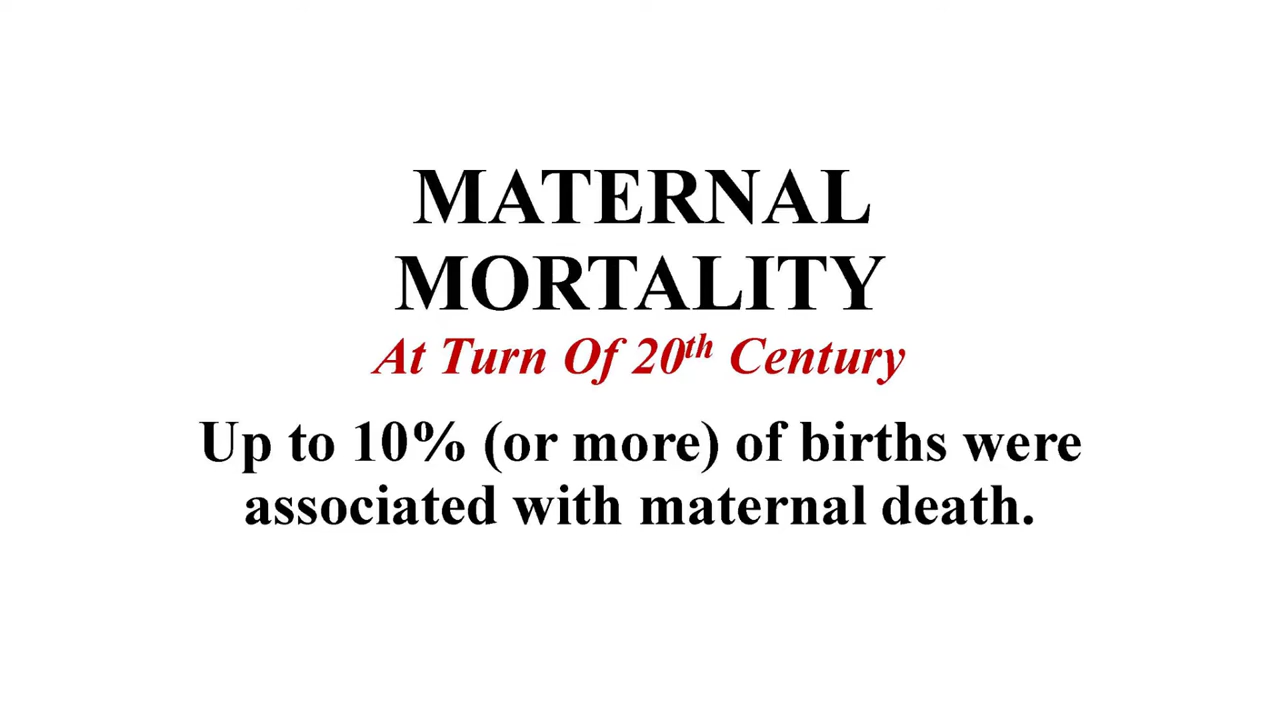 MATERNAL
MORTALITY
At Turn Of 20th Century
Up to 10% (or more) of births were
associated with maternal death.